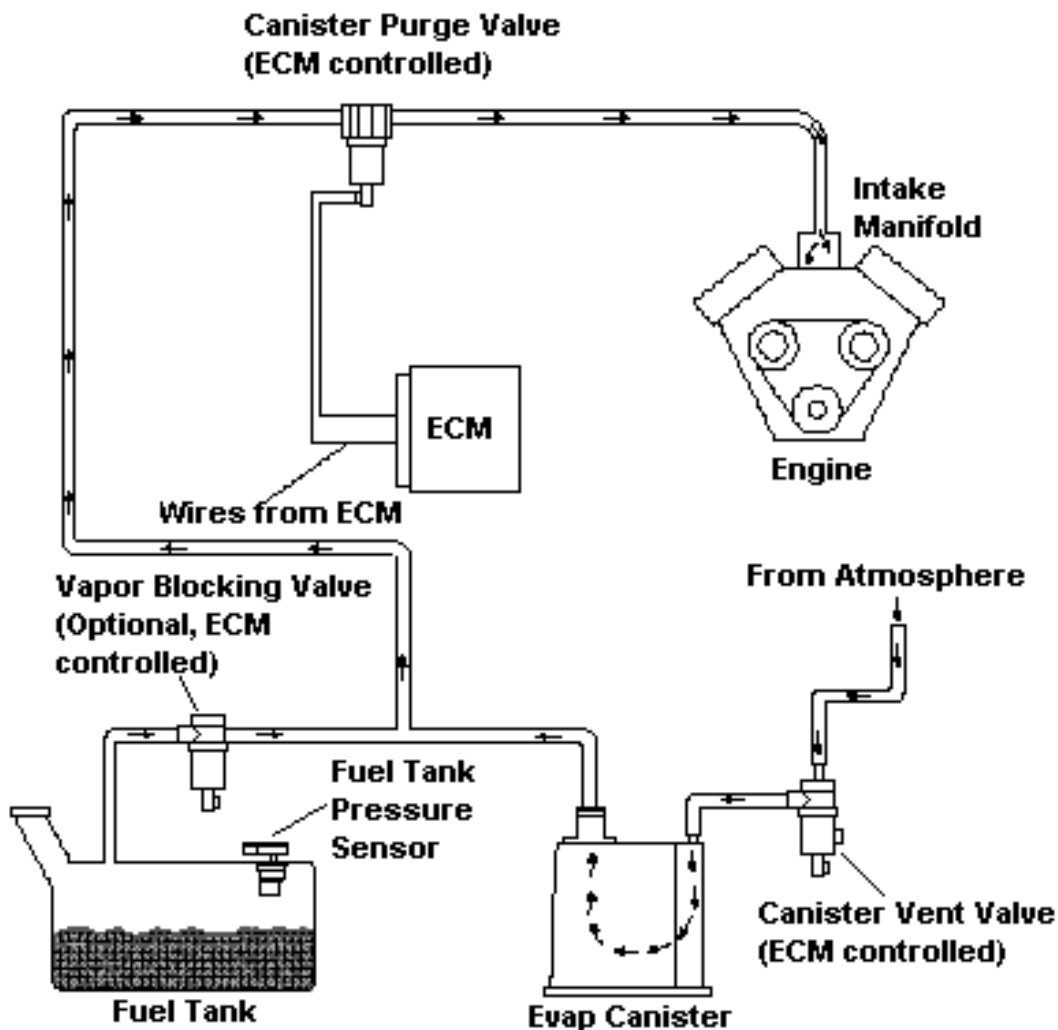 Canister Purge Valve
(ECM controlled)
Intake
Manifold
ECM
Engine
Wires from ECM
From Atmosphere
Vapor Blocking Valve
(Optional, ECM
controlled)
Fuel Tank
Pressure
Sensor
Canister Vent Valve
(ECM controlled)
Fuel Tank
Evap Canister